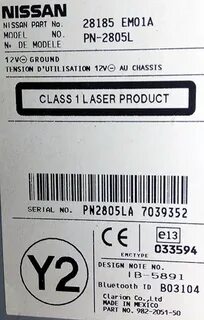 NISSAN
NISSAN PART No. 28185 EM01A
MODEL NO. PN-2805L
No DE MODELE
12V⊖ GROUND
TENSION D'UTILISATION 12V⊖ AU CHASSIS
CLASS 1 LASER PRODUCT
SERIAL NO. PN2805LA 7039352
Y2
CE
e13
033594
EMCTYPE
DESIGN NOTE NO.
IB-5891
Bluetooth ID B03104
Clarion Co.,Ltd
MADE IN MEXICO
PART NO. 982-2051-50